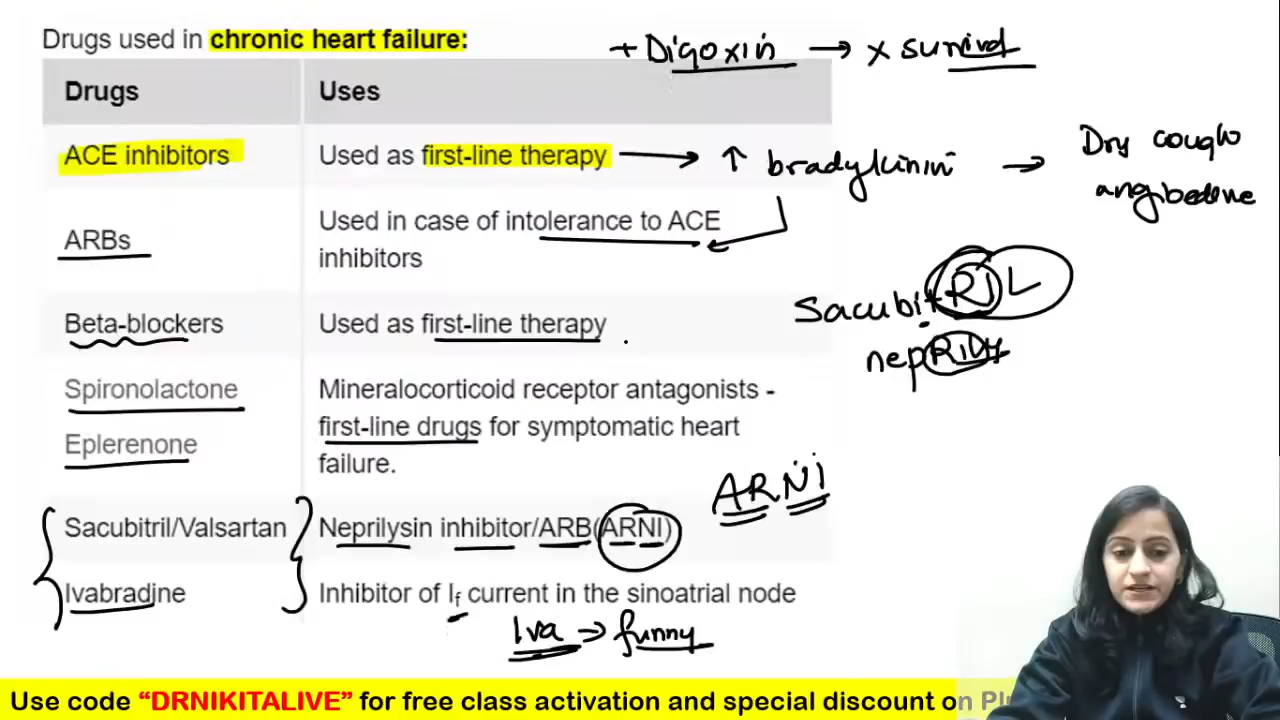 Drugs used in chronic heart failure:
+ Digoxin → x survival
Drugs Uses
ACE inhibitors Used as first-line therapy → ↑ bradykinin → Dry cough
angioedema
ARBs Used in case of intolerance to ACE
inhibitors
SacubitRIL
nepRILy
Beta-blockers Used as first-line therapy
Spironolactone Mineralocorticoid receptor antagonists -
first-line drugs for symptomatic heart
Eplerenone
failure.
ARNi
Sacubitril/Valsartan Neprilysin inhibitor/ARB(ARNI)
Ivabradine Inhibitor of If current in the sinoatrial node
Iva → funny
Use code “DRNIKITALIVE” for free class activation and special discount on